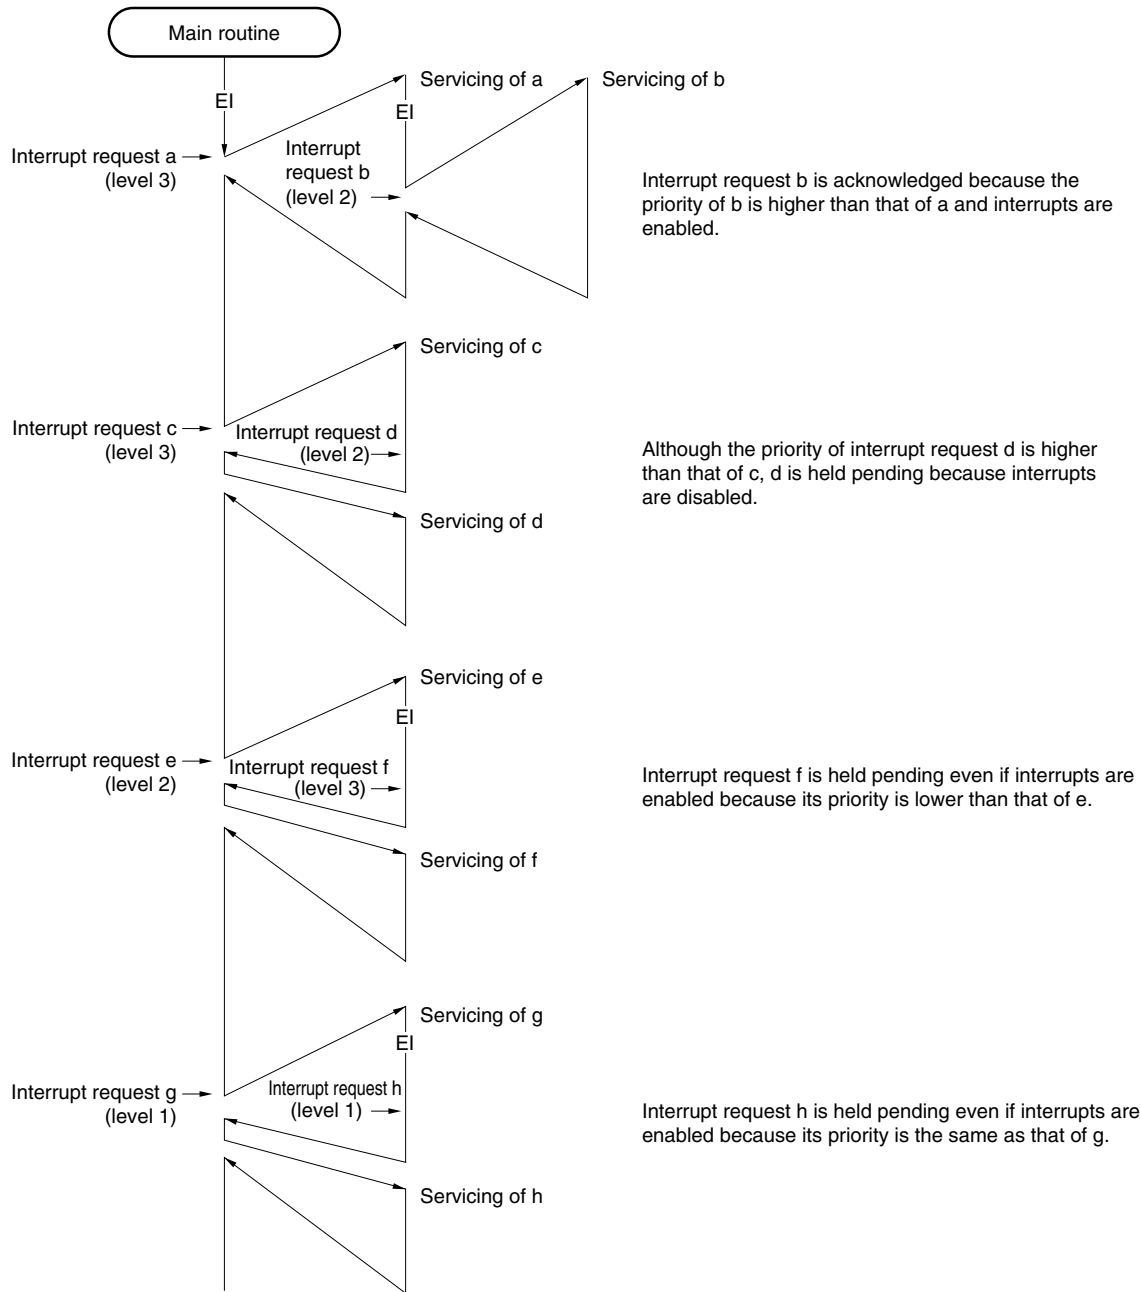 Main routine
EI
Servicing of a
EI
Servicing of b
Interrupt request a
(level 3)
Interrupt
request b
(level 2)
Interrupt request b is acknowledged because the
priority of b is higher than that of a and interrupts are
enabled.
Servicing of c
Interrupt request c
(level 3)
Interrupt request d
(level 2)
Although the priority of interrupt request d is higher
than that of c, d is held pending because interrupts
are disabled.
Servicing of d
Servicing of e
EI
Interrupt request e
(level 2)
Interrupt request f
(level 3)
Interrupt request f is held pending even if interrupts are
enabled because its priority is lower than that of e.
Servicing of f
Servicing of g
EI
Interrupt request g
(level 1)
Interrupt request h
(level 1)
Interrupt request h is held pending even if interrupts are
enabled because its priority is the same as that of g.
Servicing of h